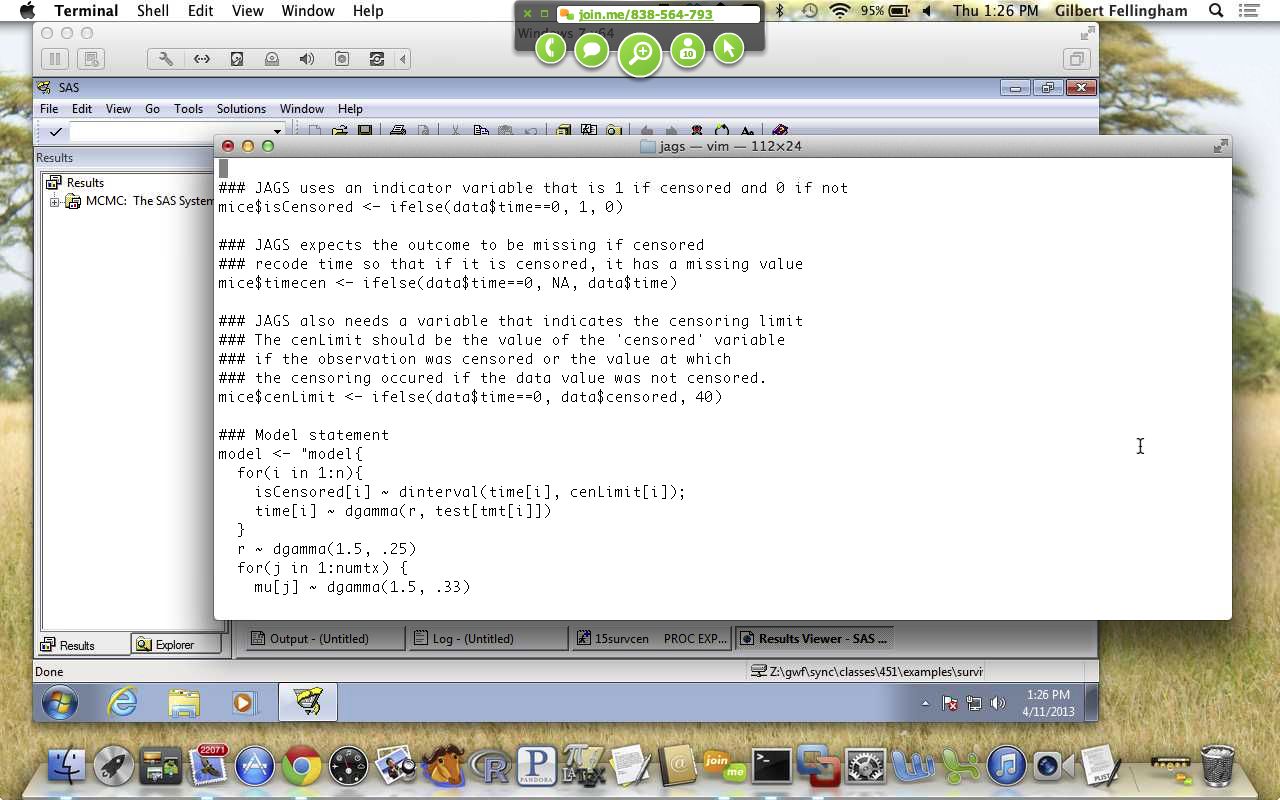 Terminal Shell Edit View Window Help
join.me/838-564-793
95%
Thu 1:26 PM Gilbert Fellingham
10
SAS
File Edit View Go Tools Solutions Window Help
Results
Results
MCMC: The SAS System
jags — vim — 112×24
### JAGS uses an indicator variable that is 1 if censored and 0 if not
mice$isCensored <- ifelse(data$time==0, 1, 0)
### JAGS expects the outcome to be missing if censored
### recode time so that if it is censored, it has a missing value
mice$timecen <- ifelse(data$time==0, NA, data$time)
### JAGS also needs a variable that indicates the censoring limit
### The cenLimit should be the value of the 'censored' variable
### if the observation was censored or the value at which
### the censoring occured if the data value was not censored.
mice$cenLimit <- ifelse(data$time==0, data$censored, 40)
### Model statement
model <- "model{
for(i in 1:n){
isCensored[i] ~ dinterval(time[i], cenLimit[i]);
time[i] ~ dgamma(r, test[tmt[i]])
}
r ~ dgamma(1.5, .25)
for(j in 1:numtx) {
mu[j] ~ dgamma(1.5, .33)
Results Explorer
Output - (Untitled) Log - (Untitled) 15survcen PROC EXP... Results Viewer - SAS ...
Done
Z:\gwf\sync\classes\451\examples\survi
1:26 PM
4/11/2013
22071
PANDORA
LATEX
join me
PLIST